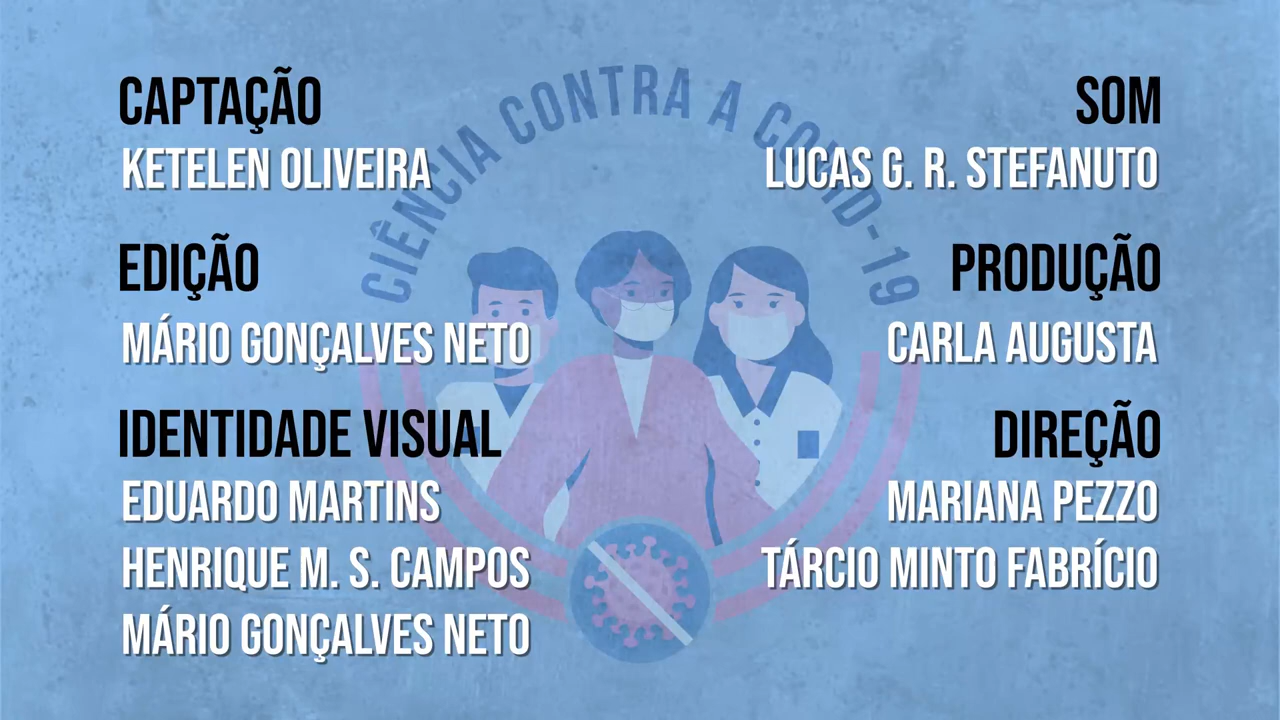 CIÊNCIA CONTRA A COVID-19
CAPTAÇÃO
KETELEN OLIVEIRA
EDIÇÃO
MÁRIO GONÇALVES NETO
IDENTIDADE VISUAL
EDUARDO MARTINS
HENRIQUE M. S. CAMPOS
MÁRIO GONÇALVES NETO
SOM
LUCAS G. R. STEFANUTO
PRODUÇÃO
CARLA AUGUSTA
DIREÇÃO
MARIANA PEZZO
TÁRCIO MINTO FABRÍCIO